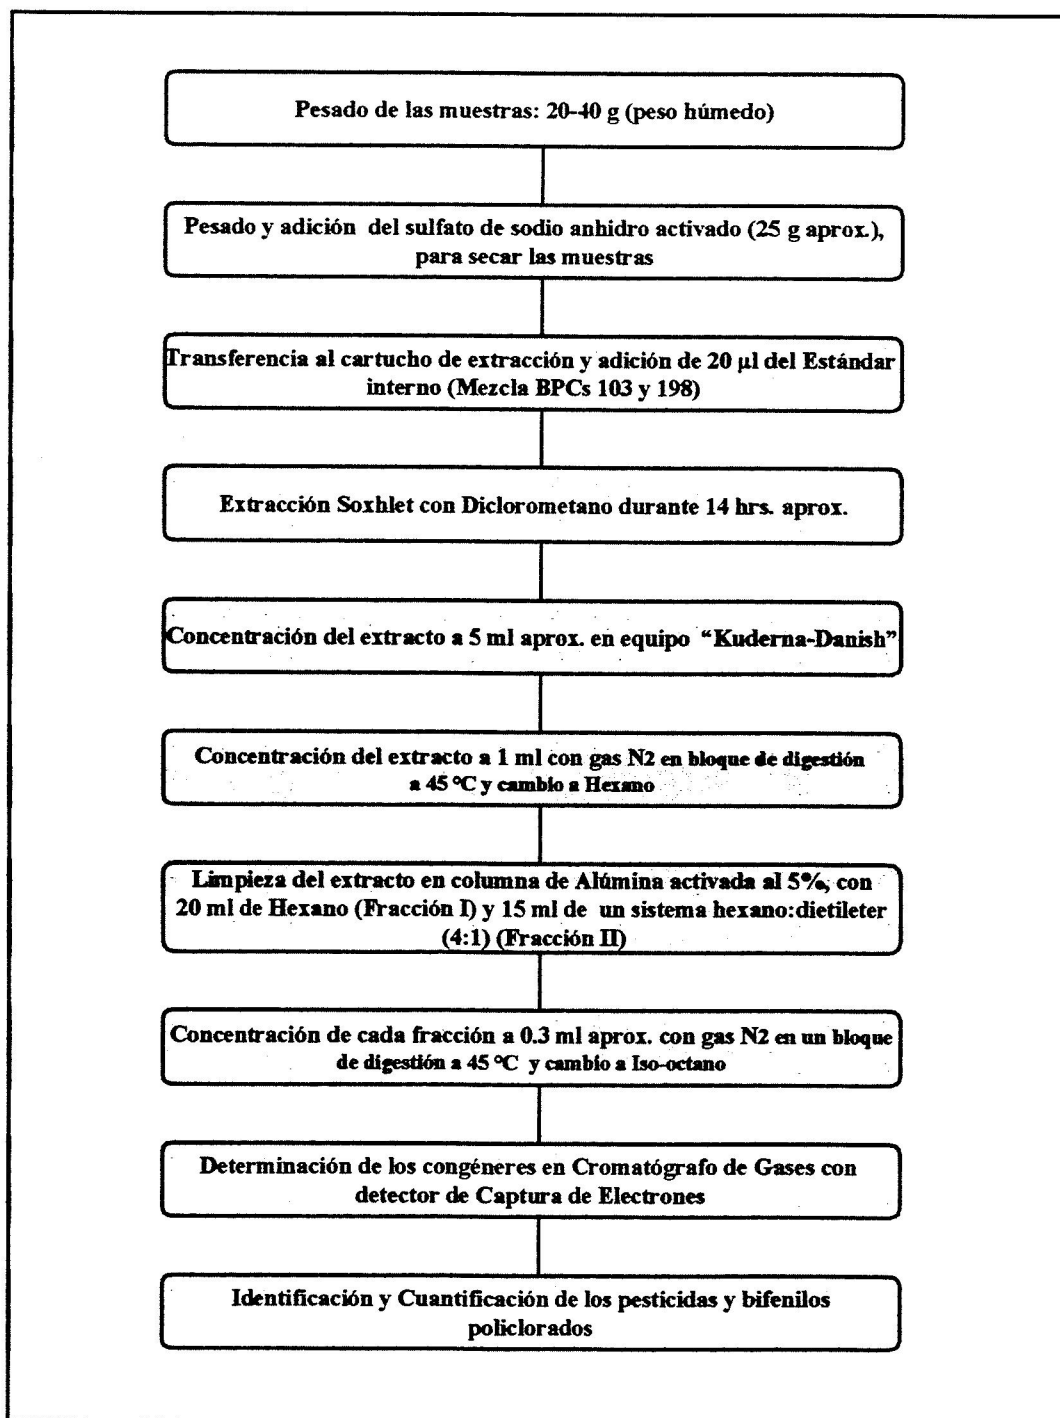 Pesado de las muestras: 20-40 g (peso húmedo)
Pesado y adición del sulfato de sodio anhidro activado (25 g aprox.),
para secar las muestras
Transferencia al cartucho de extracción y adición de 20 µl del Estándar
interno (Mezcla BPCs 103 y 198)
Extracción Soxhlet con Diclorometano durante 14 hrs. aprox.
Concentración del extracto a 5 ml aprox. en equipo “Kuderna-Danish”
Concentración del extracto a 1 ml con gas N2 en bloque de digestión
a 45 °C y cambio a Hexano
Limpieza del extracto en columna de Alúmina activada al 5%, con
20 ml de Hexano (Fracción I) y 15 ml de un sistema hexano:dietileter
(4:1) (Fracción II)
Concentración de cada fracción a 0.3 ml aprox. con gas N2 en un bloque
de digestión a 45 °C y cambio a Iso-octano
Determinación de los congéneres en Cromatógrafo de Gases con
detector de Captura de Electrones
Identificación y Cuantificación de los pesticidas y bifenilos
policlorados